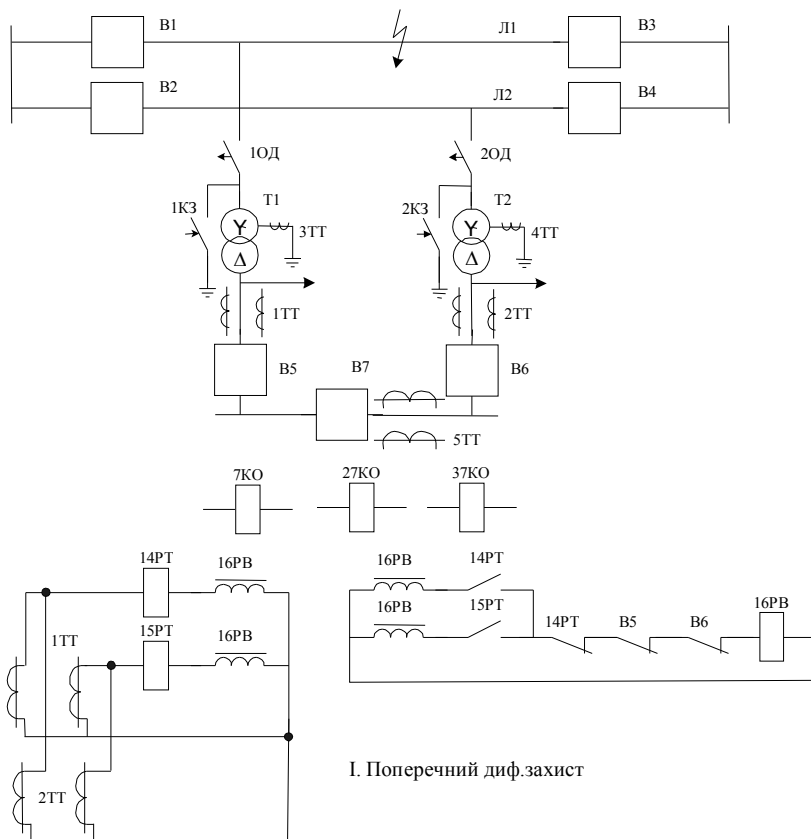 В1
Л1
В3
В2
Л2
В4
1ОД
2ОД
1КЗ
Т1
3ТТ
2КЗ
Т2
4ТТ
Y
Δ
Y
Δ
1ТТ
2ТТ
В5
В7
В6
5ТТ
7КО
27КО
37КО
14РТ
16РВ
16РВ
14РТ
15РТ
16РВ
16РВ
15РТ
14РТ
В5
В6
16РВ
1ТТ
2ТТ
І. Поперечний диф.захист